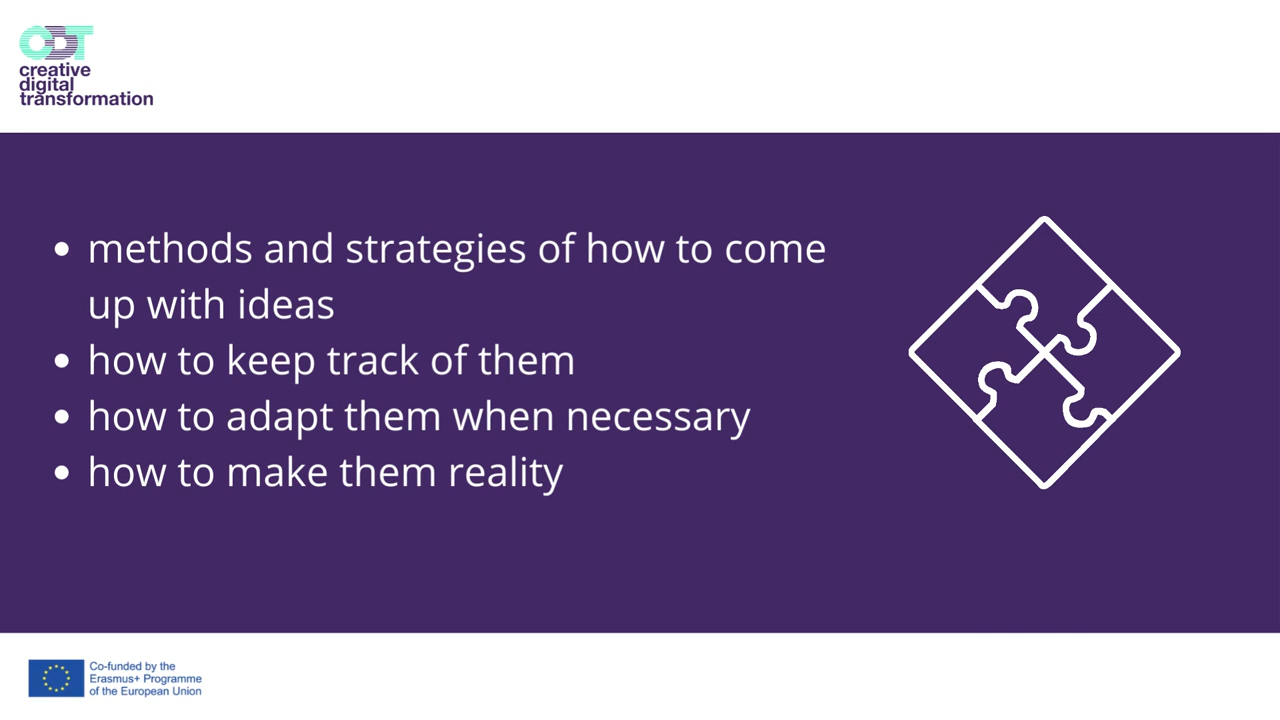 CDT
creative
digital
transformation
• methods and strategies of how to come
up with ideas
• how to keep track of them
• how to adapt them when necessary
• how to make them reality
Co-funded by the
Erasmus+ Programme
of the European Union